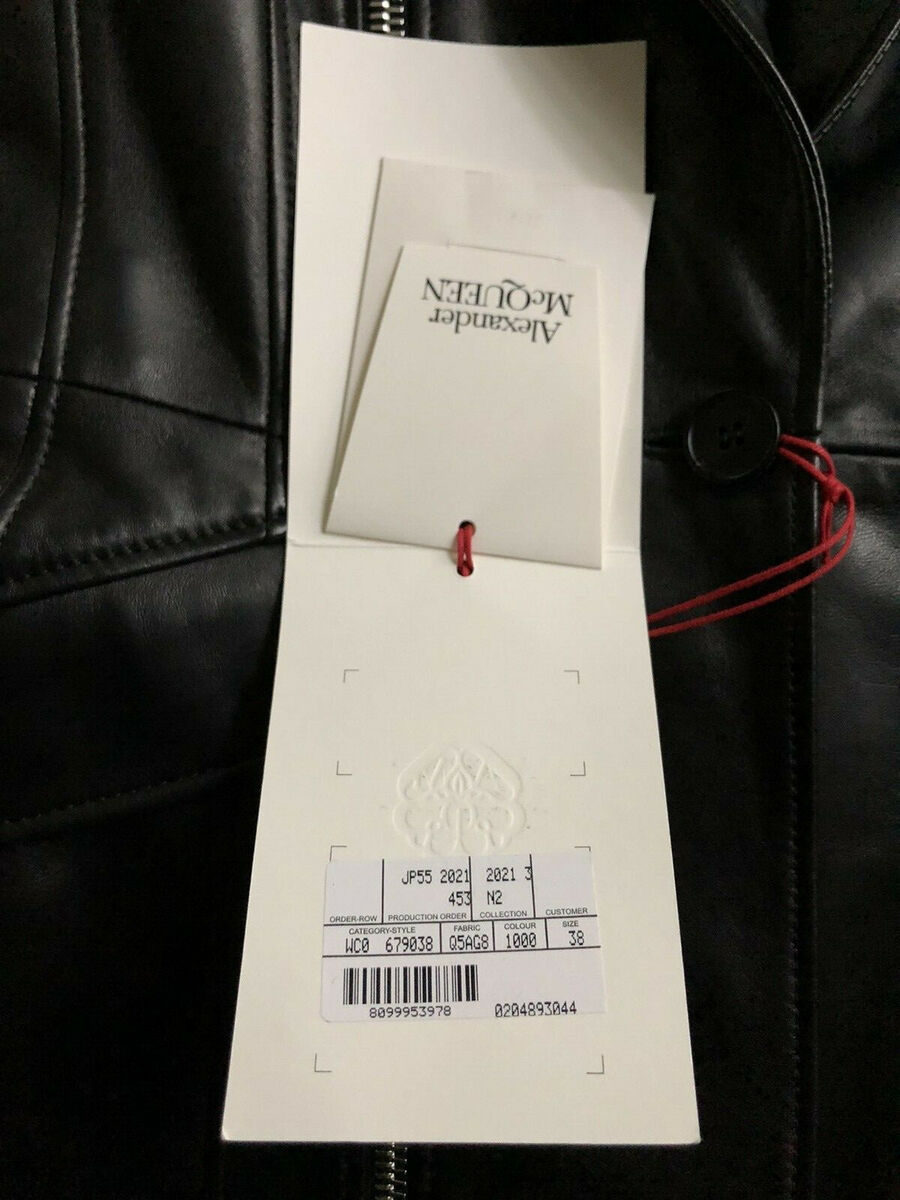 Alexander
McQUEEN
JP55 2021 2021 3
453 N2
ORDER-ROW PRODUCTION ORDER COLLECTION CUSTOMER
CATEGORY-STYLE FABRIC COLOUR SIZE
WC0 679038 Q5AG8 1000 38
8099953978 0204893044